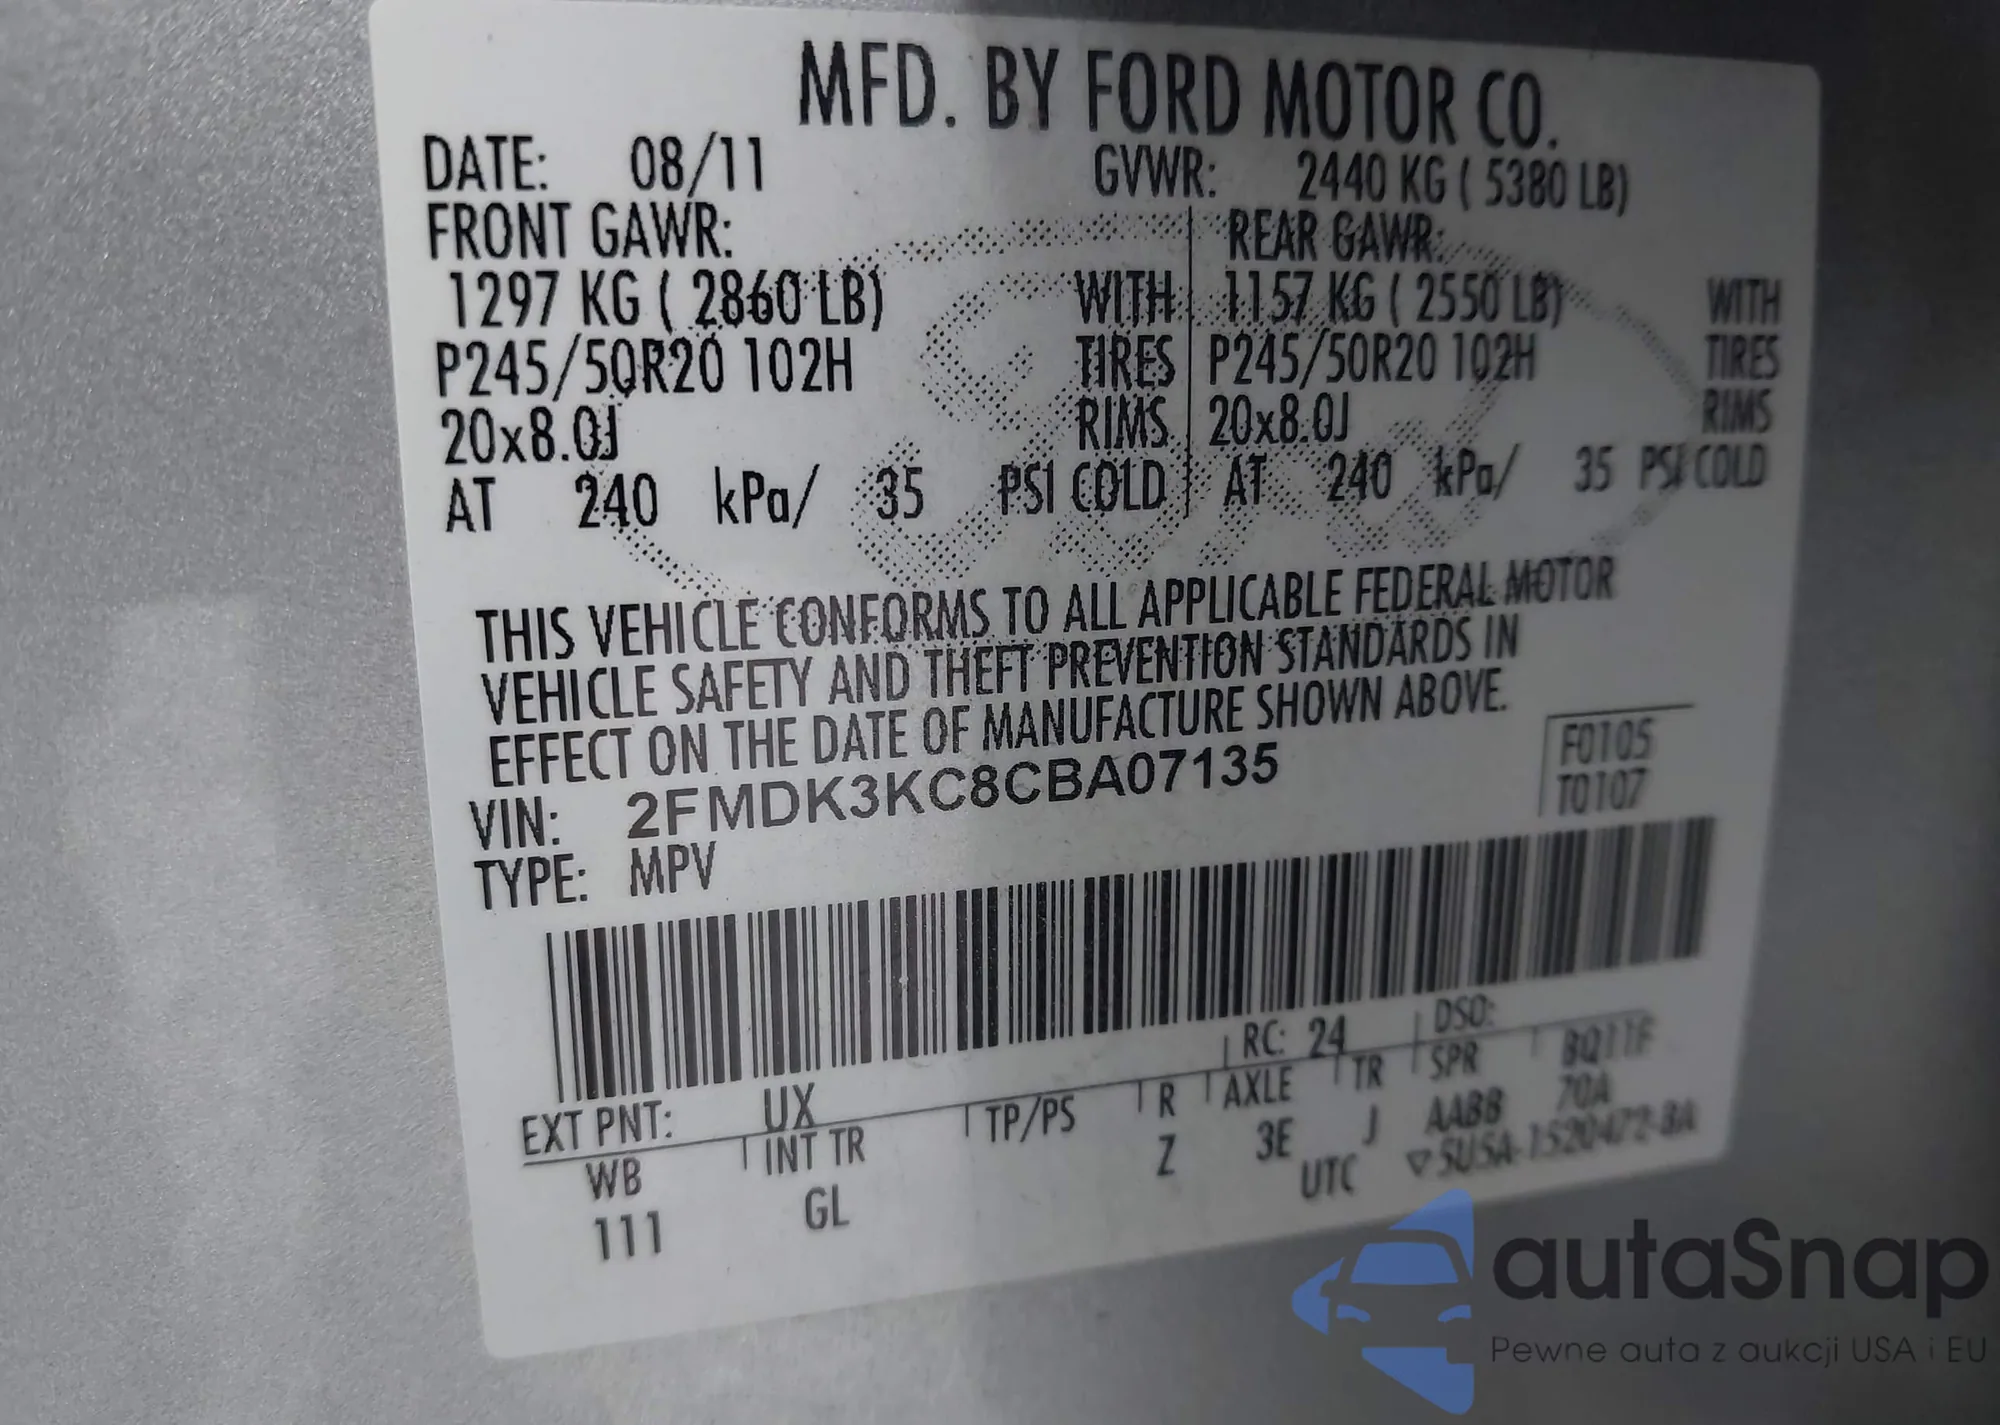 MFD. BY FORD MOTOR CO.
DATE: 08/11 GVWR: 2440 KG ( 5380 LB)
FRONT GAWR: REAR GAWR:
1297 KG ( 2860 LB) WITH 1157 KG ( 2550 LB) WITH
P245/50R20 102H TIRES P245/50R20 102H TIRES
20x8.0J RIMS 20x8.0J RIMS
AT 240 kPa/ 35 PSI COLD AT 240 kPa/ 35 PSI COLD
THIS VEHICLE CONFORMS TO ALL APPLICABLE FEDERAL MOTOR
VEHICLE SAFETY AND THEFT PREVENTION STANDARDS IN
EFFECT ON THE DATE OF MANUFACTURE SHOWN ABOVE.
VIN: 2FMDK3KC8CBA07135
F0105
T0107
TYPE: MPV
EXT PNT: UX RC: 24 DSO:
WB INT TR TP/PS R AXLE TR SPR BQ11F
111 GL Z 3E J AABB 70A
UTC ▽SUSA-1520472-BA
autaSnap
Pewne auta z aukcji USA i EU